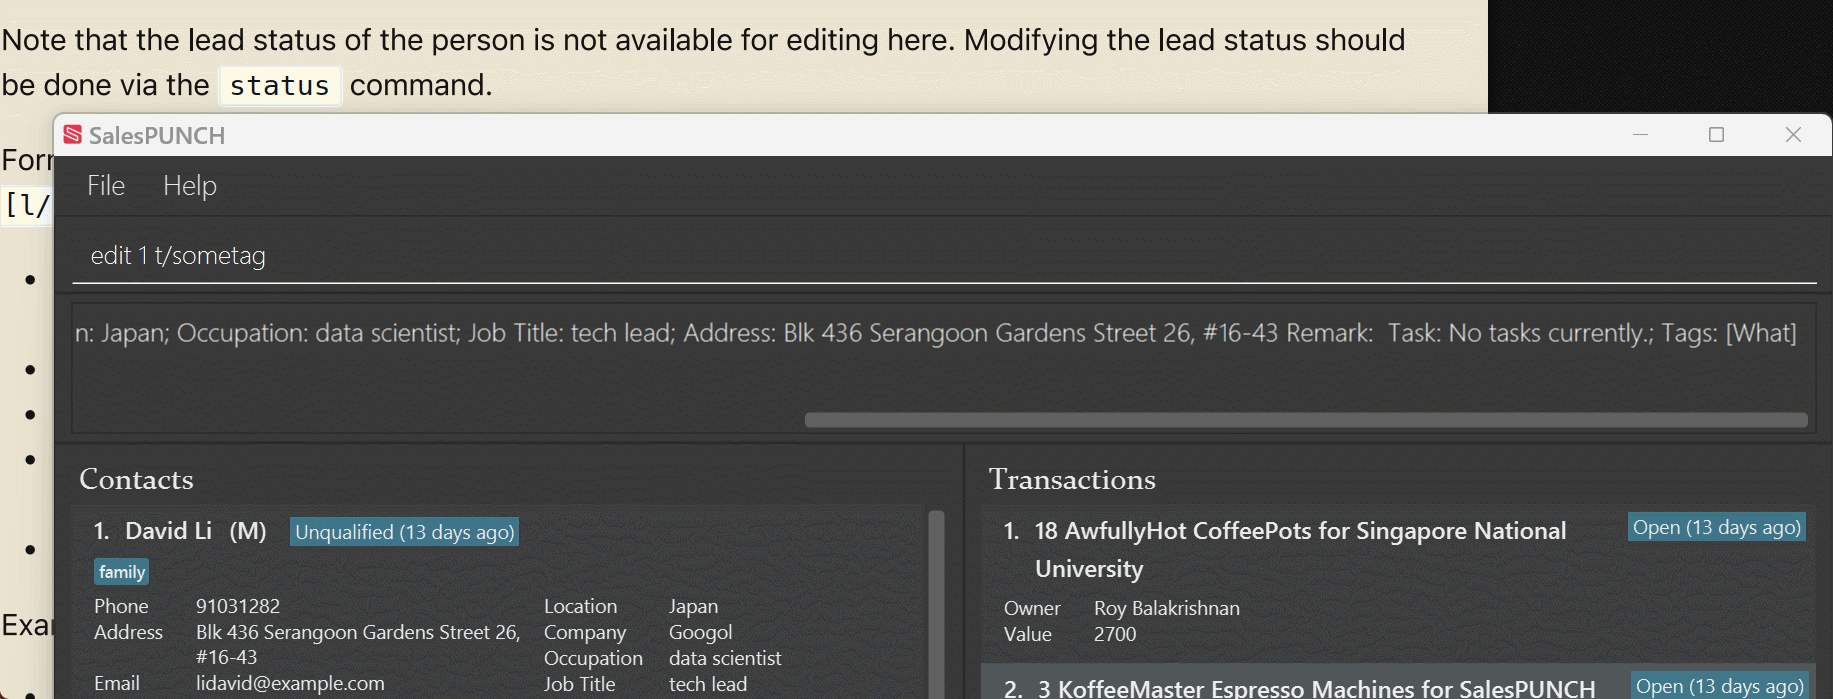 Note that the lead status of the person is not available for editing here. Modifying the lead status should
be done via the status command.
SalesPUNCH
[l/
File Help
edit 1 t/sometag
n: Japan; Occupation: data scientist; Job Title: tech lead; Address: Blk 436 Serangoon Gardens Street 26, #16-43 Remark: Task: No tasks currently.; Tags: [What]
Contacts
1. David Li (M) Unqualified (13 days ago)
family
Phone 91031282
Address Blk 436 Serangoon Gardens Street 26,
#16-43
Email lidavid@example.com
Location Japan
Company Googol
Occupation data scientist
Job Title tech lead
Transactions
1. 18 AwfullyHot CoffeePots for Singapore National
University
Open (13 days ago)
Owner Roy Balakrishnan
Value 2700
2. 3 KoffeeMaster Espresso Machines for SalesPUNCH
Open (13 days ago)